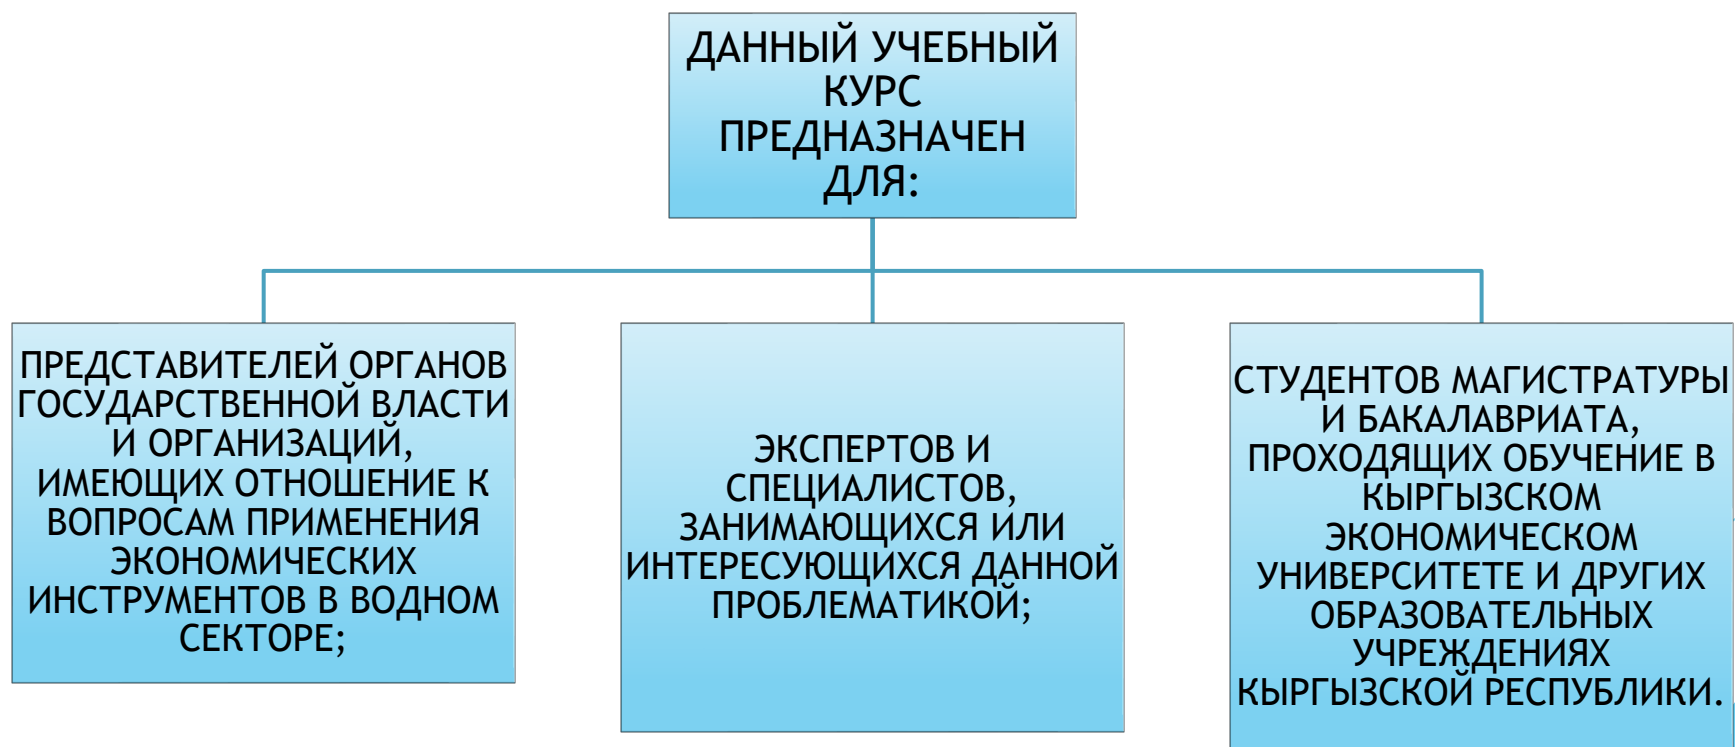 ДАННЫЙ УЧЕБНЫЙ
КУРС
ПРЕДНАЗНАЧЕН
ДЛЯ:
ПРЕДСТАВИТЕЛЕЙ ОРГАНОВ
ГОСУДАРСТВЕННОЙ ВЛАСТИ
И ОРГАНИЗАЦИЙ,
ИМЕЮЩИХ ОТНОШЕНИЕ К
ВОПРОСАМ ПРИМЕНЕНИЯ
ЭКОНОМИЧЕСКИХ
ИНСТРУМЕНТОВ В ВОДНОМ
СЕКТОРЕ;
ЭКСПЕРТОВ И
СПЕЦИАЛИСТОВ,
ЗАНИМАЮЩИХСЯ ИЛИ
ИНТЕРЕСУЮЩИХСЯ ДАННОЙ
ПРОБЛЕМАТИКОЙ;
СТУДЕНТОВ МАГИСТРАТУРЫ
И БАКАЛАВРИАТА,
ПРОХОДЯЩИХ ОБУЧЕНИЕ В
КЫРГЫЗСКОМ
ЭКОНОМИЧЕСКОМ
УНИВЕРСИТЕТЕ И ДРУГИХ
ОБРАЗОВАТЕЛЬНЫХ
УЧРЕЖДЕНИЯХ
КЫРГЫЗСКОЙ РЕСПУБЛИКИ.